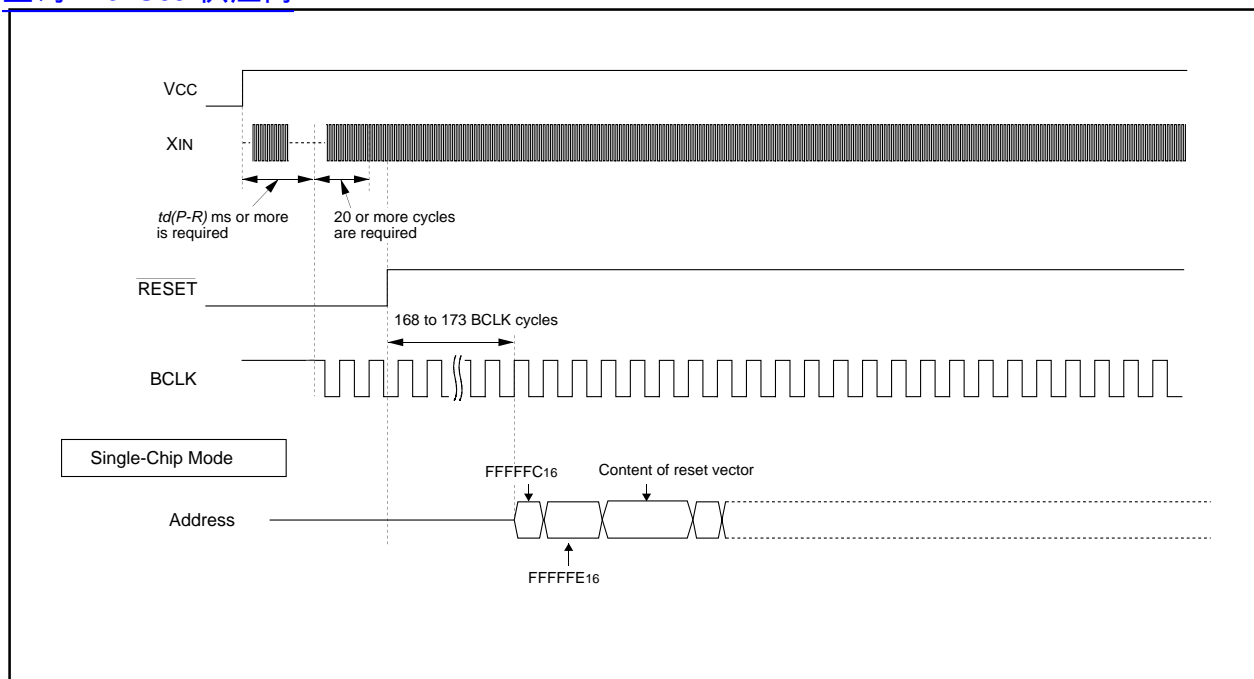 VCC
XIN
td(P-R) ms or more
is required
20 or more cycles
are required
RESET
168 to 173 BCLK cycles
BCLK
Single-Chip Mode
FFFFFC16
Content of reset vector
Address
FFFFFE16